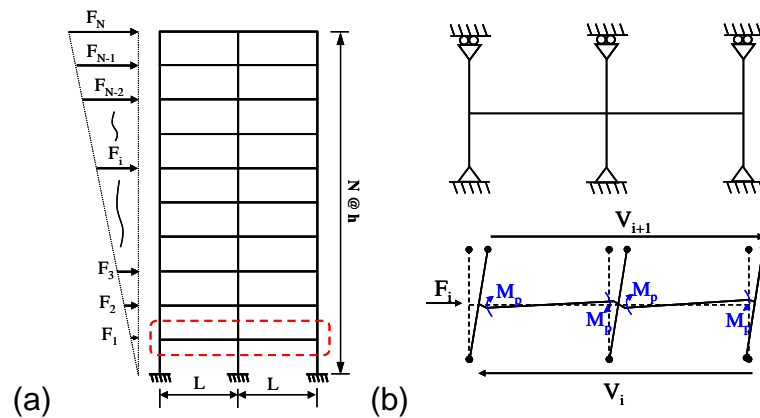 F_N
F_N-1
F_N-2
F_i
F_3
F_2
F_1
N @ h
L L
(a)
V_i+1
F_i
M_p M_p
M_p M_p
V_i
(b)